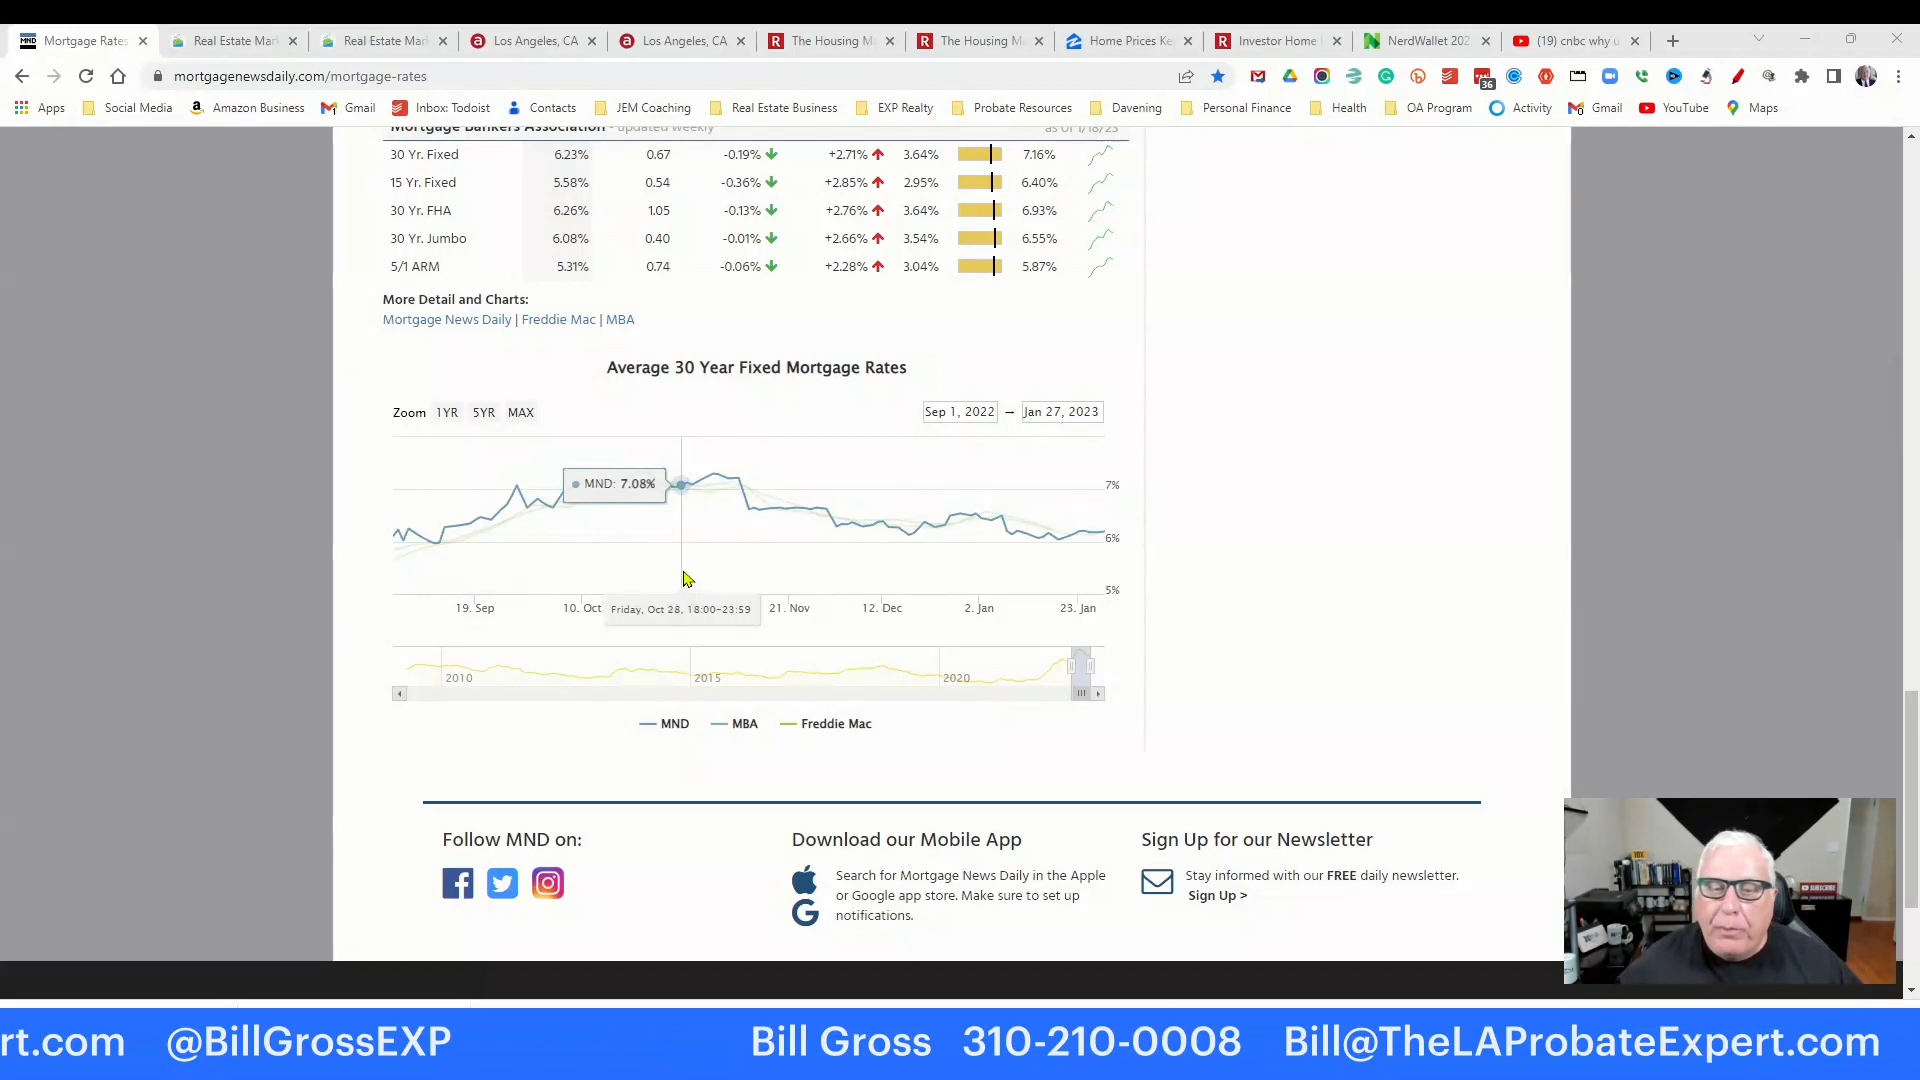 Mortgage Rates
Real Estate Mar
Real Estate Mar
Los Angeles, CA
Los Angeles, CA
The Housing M
The Housing M
Home Prices Ke
Investor Home
NerdWallet 202
(19) cnbc why u
mortgagenewsdaily.com/mortgage-rates
36
Apps Social Media Amazon Business Gmail Inbox: Todoist Contacts JEM Coaching Real Estate Business EXP Realty Probate Resources Davening Personal Finance Health OA Program Activity Gmail YouTube Maps
Mortgage Bankers Association - updated weekly as of 1/18/23
30 Yr. Fixed 6.23% 0.67 -0.19% +2.71% 3.64% 7.16%
15 Yr. Fixed 5.58% 0.54 -0.36% +2.85% 2.95% 6.40%
30 Yr. FHA 6.26% 1.05 -0.13% +2.76% 3.64% 6.93%
30 Yr. Jumbo 6.08% 0.40 -0.01% +2.66% 3.54% 6.55%
5/1 ARM 5.31% 0.74 -0.06% +2.28% 3.04% 5.87%
More Detail and Charts:
Mortgage News Daily | Freddie Mac | MBA
Average 30 Year Fixed Mortgage Rates
Zoom 1YR 5YR MAX Sep 1, 2022 → Jan 27, 2023
MND: 7.08%
7%
6%
5%
19. Sep 10. Oct 21. Nov 12. Dec 2. Jan 23. Jan
Friday, Oct 28, 18:00-23:59
2010 2015 2020
MND MBA Freddie Mac
Follow MND on:
Download our Mobile App
Search for Mortgage News Daily in the Apple
or Google app store. Make sure to set up
notifications.
Sign Up for our Newsletter
Stay informed with our FREE daily newsletter.
Sign Up >
SUBSCRIBE
rt.com @BillGrossEXP Bill Gross 310-210-0008 Bill@TheLAProbateExpert.com